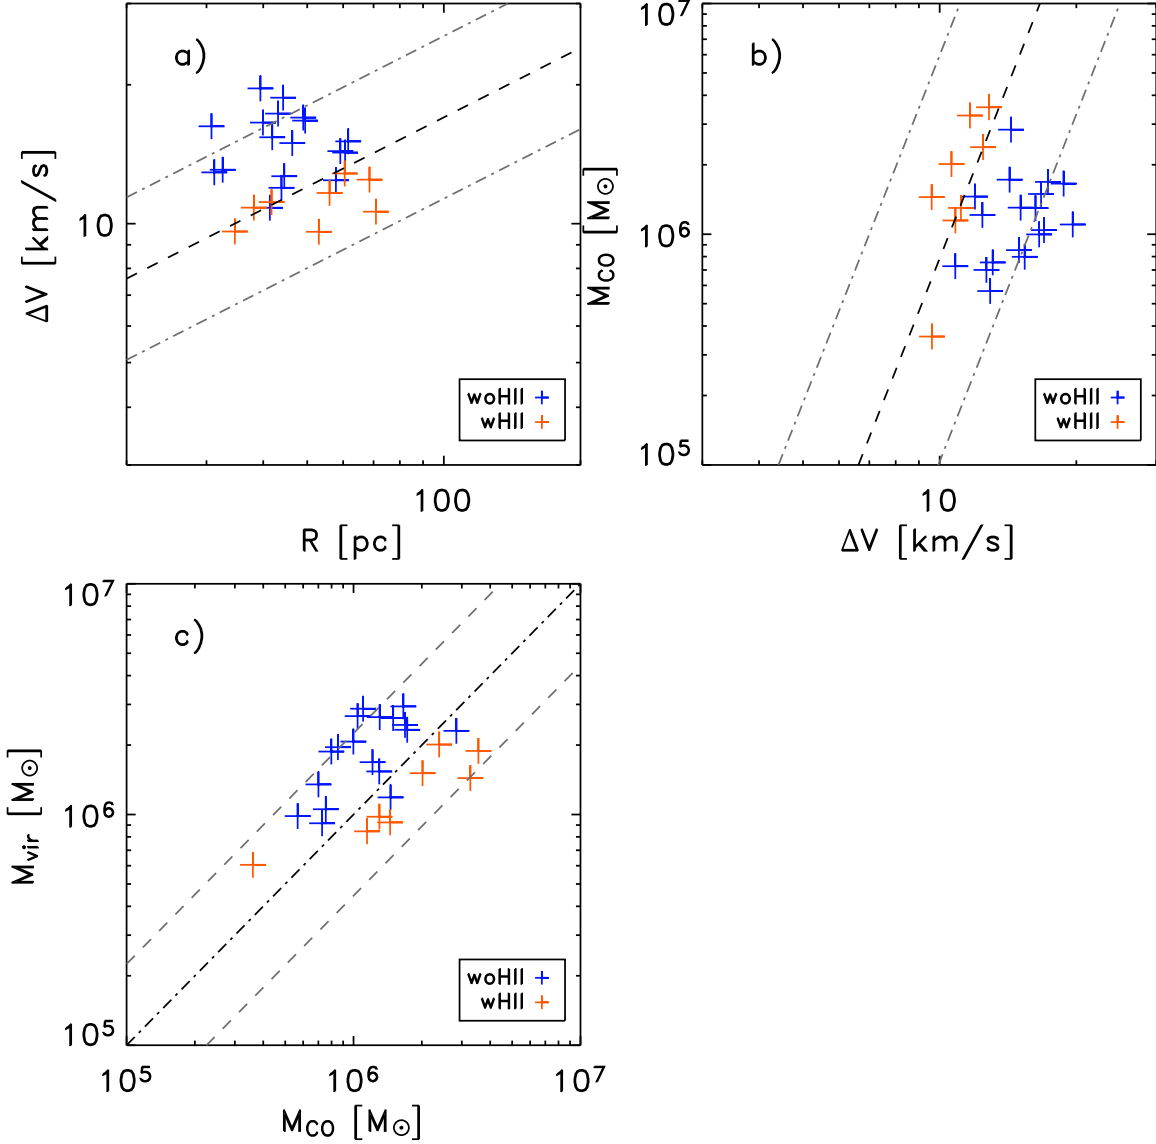 a)
ΔV [km/s]
10
woHII
wHII
100
R [pc]
b)
10⁷
10⁶
10⁵
M_CO [M⊙]
woHII
wHII
10
ΔV [km/s]
c)
10⁷
10⁶
10⁵
M_vir [M⊙]
woHII
wHII
10⁵ 10⁶ 10⁷
M_CO [M⊙]